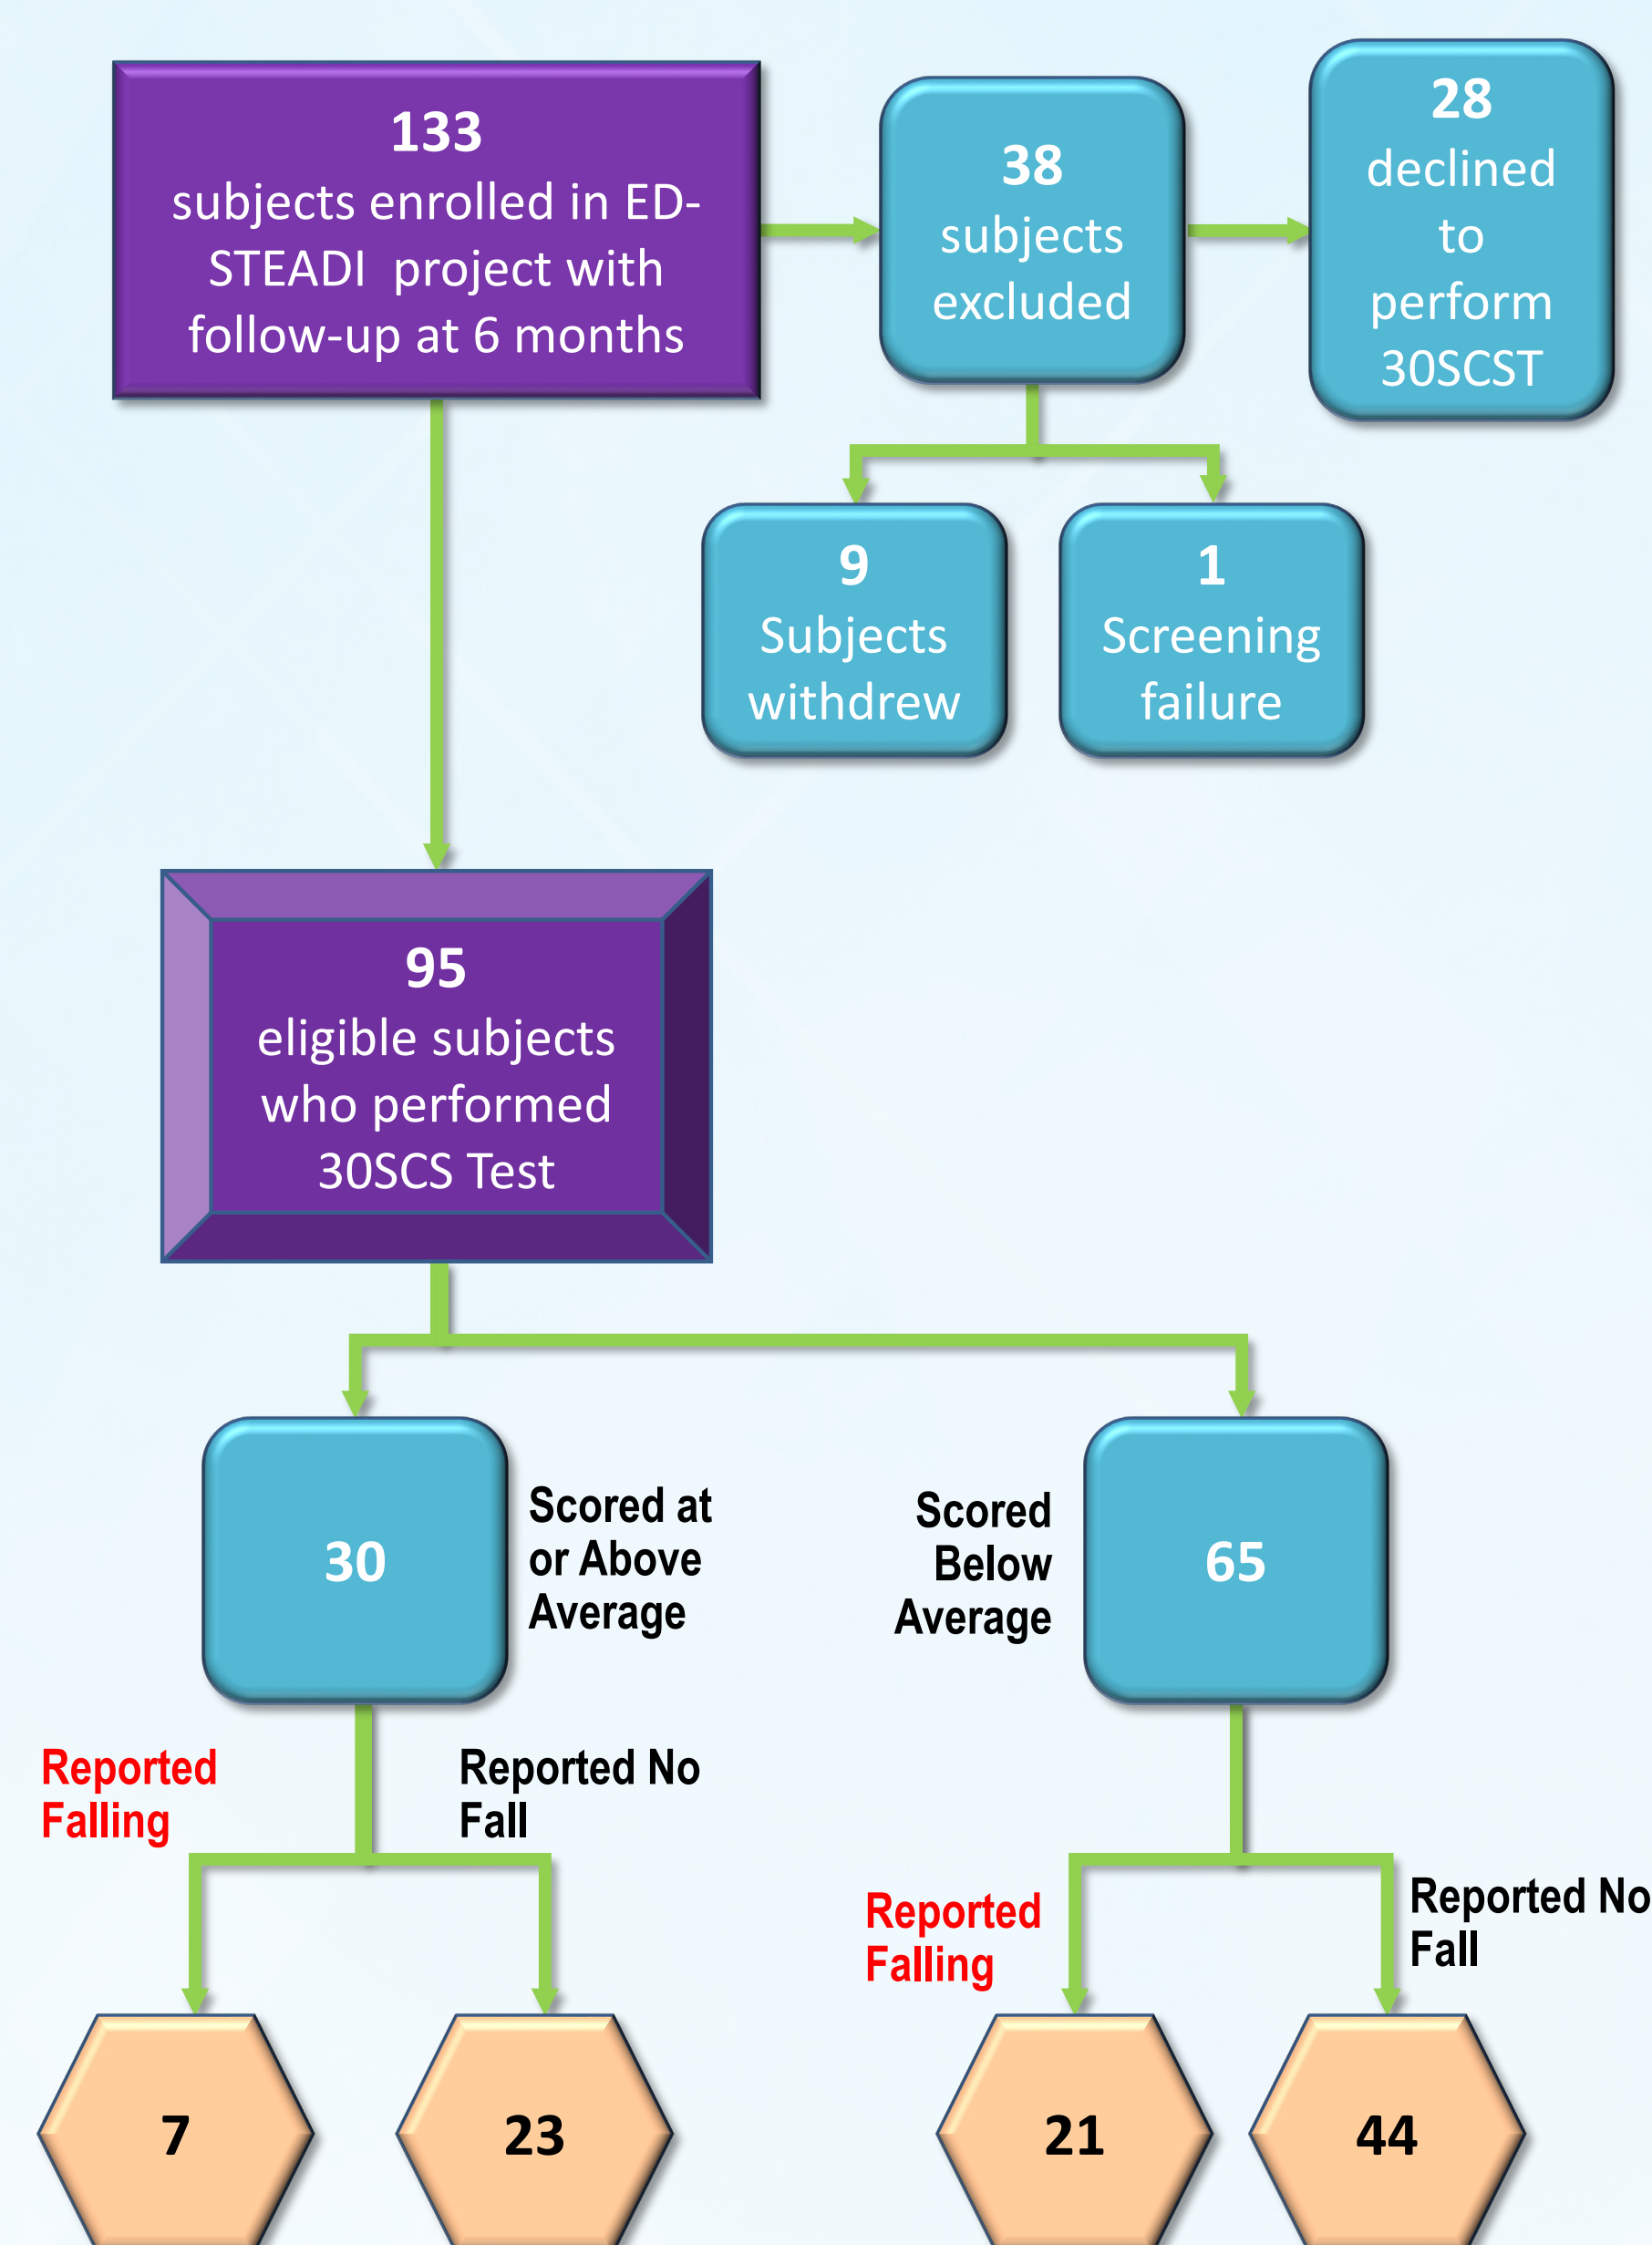 133
subjects enrolled in ED-
STEADI project with
follow-up at 6 months
38
subjects
excluded
28
declined
to
perform
30SCST
9
Subjects
withdrew
1
Screening
failure
95
eligible subjects
who performed
30SCS Test
30
Scored at
or Above
Average
Scored
Below
Average
65
Reported
Falling
Reported No
Fall
Reported
Falling
Reported No
Fall
7
23
21
44